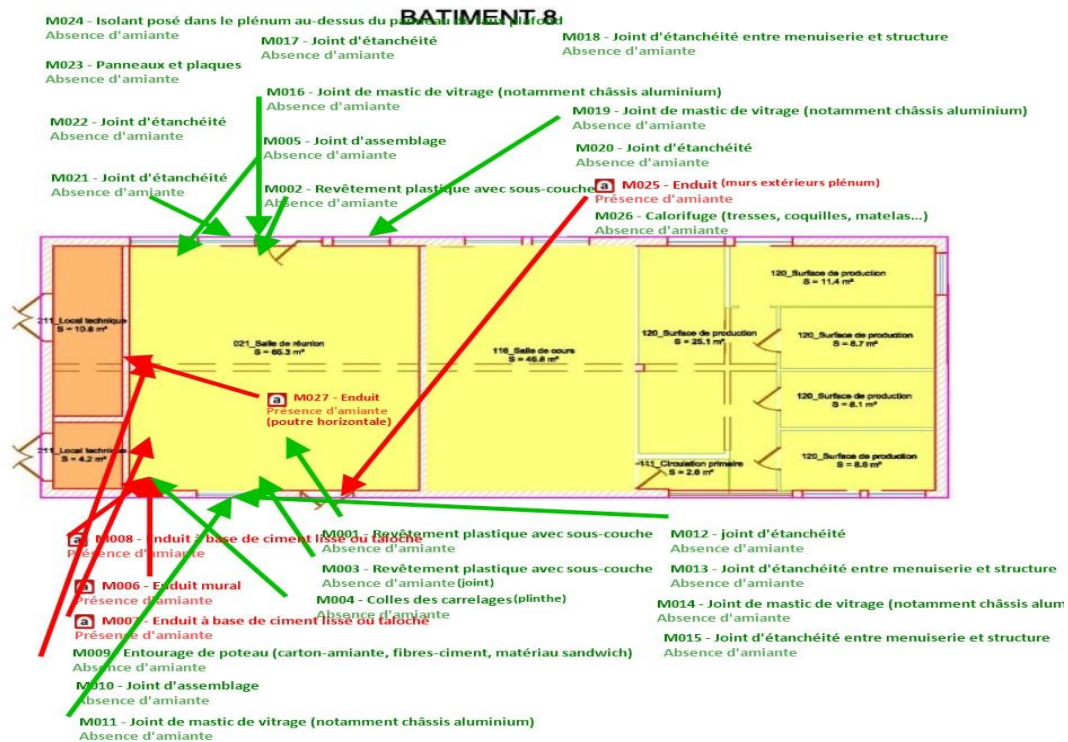 BATIMENT 8
M024 - Isolant posé dans le plénum au-dessus du panneau de faux plafond
Absence d'amiante
M017 - Joint d'étanchéité
Absence d'amiante
M018 - Joint d'étanchéité entre menuiserie et structure
Absence d'amiante
M023 - Panneaux et plaques
Absence d'amiante
M016 - Joint de mastic de vitrage (notamment châssis aluminium)
Absence d'amiante
M019 - Joint de mastic de vitrage (notamment châssis aluminium)
Absence d'amiante
M022 - Joint d'étanchéité
Absence d'amiante
M005 - Joint d'assemblage
Absence d'amiante
M020 - Joint d'étanchéité
Absence d'amiante
M021 - Joint d'étanchéité
Absence d'amiante
M002 - Revêtement plastique avec sous-couche
Absence d'amiante
a M025 - Enduit (murs extérieurs plénum)
Présence d'amiante
M026 - Calorifuge (tresses, coquilles, matelas...)
Absence d'amiante
120_Surface de production
S = 11.4 m²
211_Local technique
S = 10.8 m²
021_Salle de réunion
S = 65.3 m²
116_Salle de cours
S = 46.8 m²
120_Surface de production
S = 25.1 m²
120_Surface de production
S = 8.7 m²
a M027 - Enduit
Présence d'amiante
(poutre horizontale)
120_Surface de production
S = 8.1 m²
211_Local technique
S = 4.2 m²
111_Circulation primaire
S = 2.6 m²
120_Surface de production
S = 8.6 m²
a M008 - Enduit à base de ciment lissé ou taloché
Présence d'amiante
M001 - Revêtement plastique avec sous-couche
Absence d'amiante
M012 - joint d'étanchéité
Absence d'amiante
M003 - Revêtement plastique avec sous-couche
Absence d'amiante (joint)
M013 - Joint d'étanchéité entre menuiserie et structure
Absence d'amiante
a M006 - Enduit mural
Présence d'amiante
M004 - Colles des carrelages (plinthe)
Absence d'amiante
M014 - Joint de mastic de vitrage (notamment châssis alum
Absence d'amiante
a M007 - Enduit à base de ciment lissé ou taloché
Présence d'amiante
M015 - Joint d'étanchéité entre menuiserie et structure
Absence d'amiante
M009 - Entourage de poteau (carton-amiante, fibres-ciment, matériau sandwich)
Absence d'amiante
M010 - Joint d'assemblage
Absence d'amiante
M011 - Joint de mastic de vitrage (notamment châssis aluminium)
Absence d'amiante